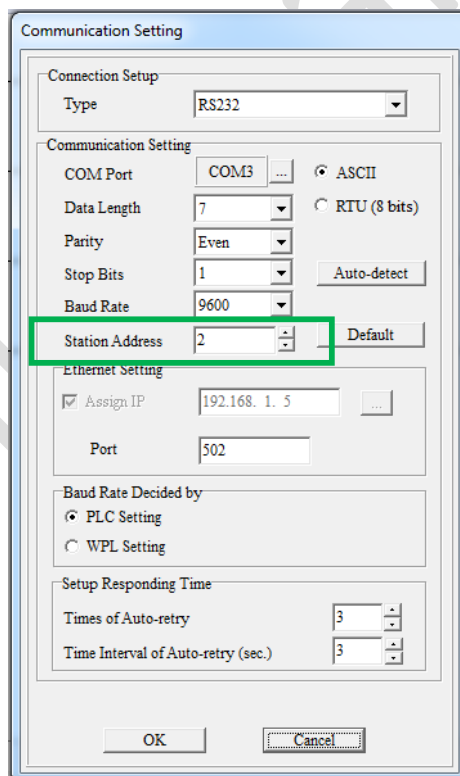 Communication Setting
Connection Setup
Type RS232
Communication Setting
COM Port COM3 ... ASCII
Data Length 7 RTU (8 bits)
Parity Even
Stop Bits 1 Auto-detect
Baud Rate 9600
Station Address 2 Default
Ethernet Setting
Assign IP 192.168. 1. 5 ...
Port 502
Baud Rate Decided by
PLC Setting
WPL Setting
Setup Responding Time
Times of Auto-retry 3
Time Interval of Auto-retry (sec.) 3
OK Cancel